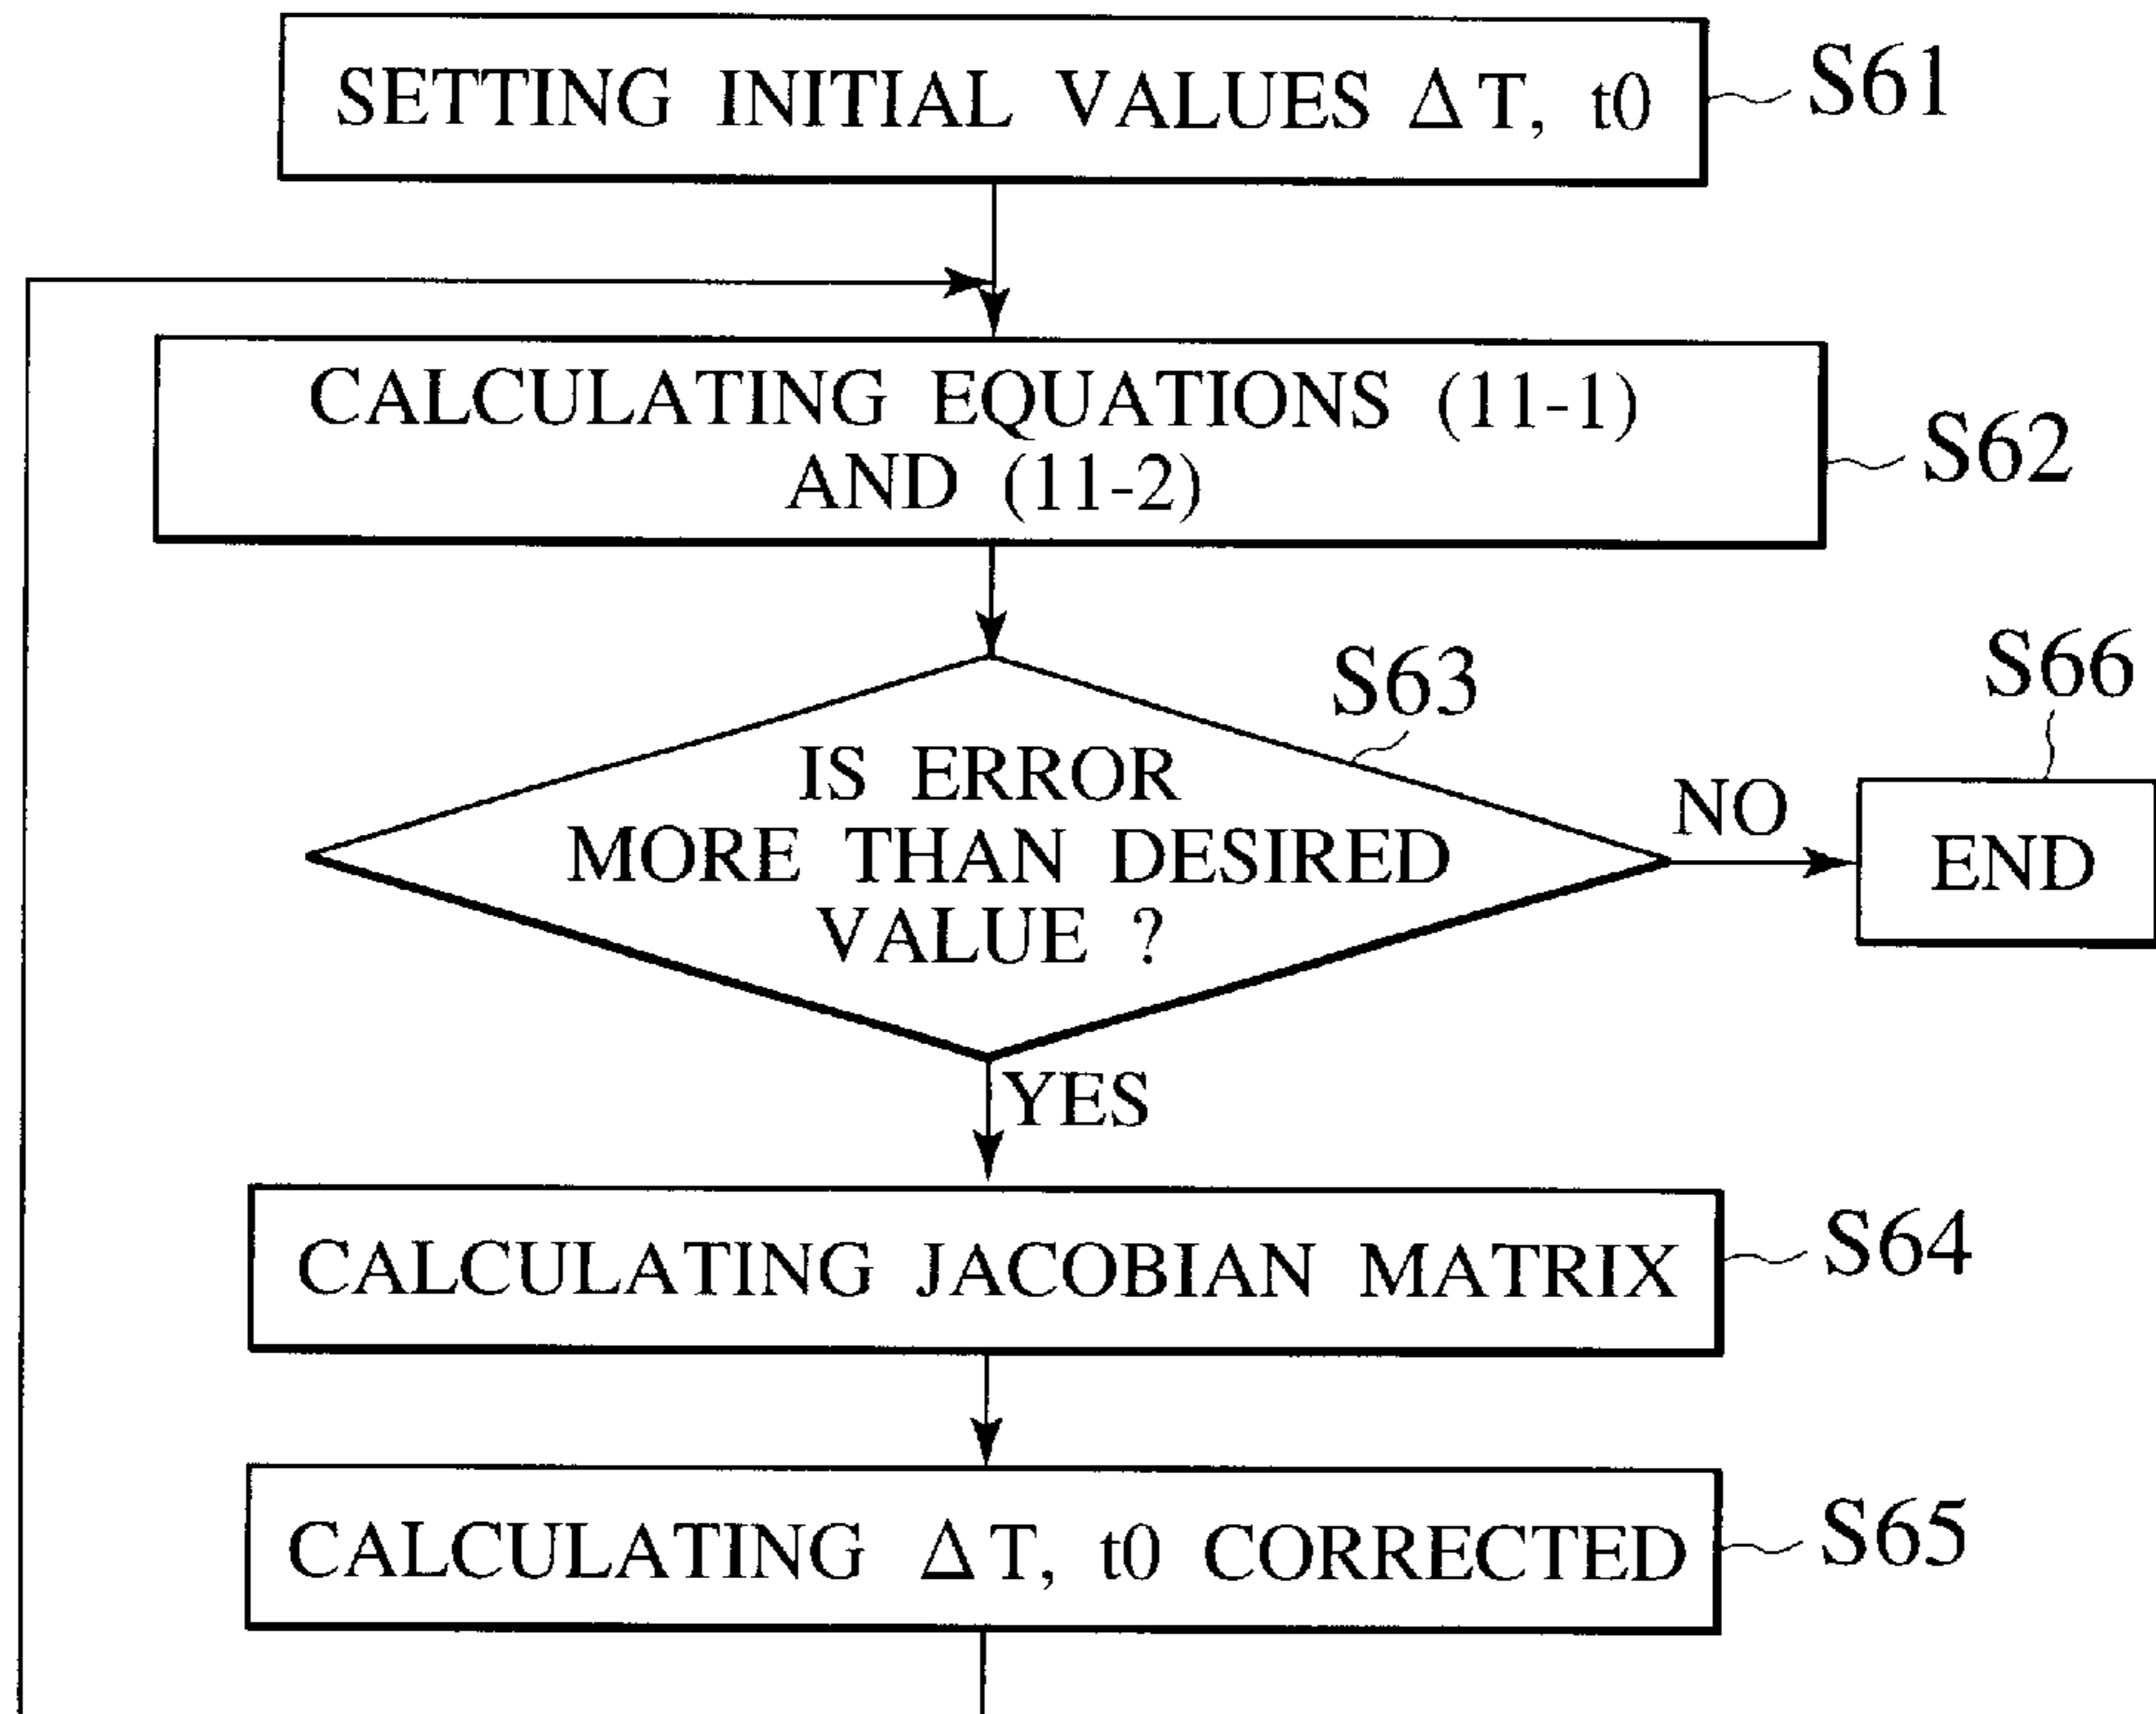 SETTING INITIAL VALUES ΔT, t0
S61
CALCULATING EQUATIONS (11-1)
AND (11-2)
S62
S63
IS ERROR
MORE THAN DESIRED
VALUE ?
NO
S66
END
YES
CALCULATING JACOBIAN MATRIX
S64
CALCULATING ΔT, t0 CORRECTED
S65